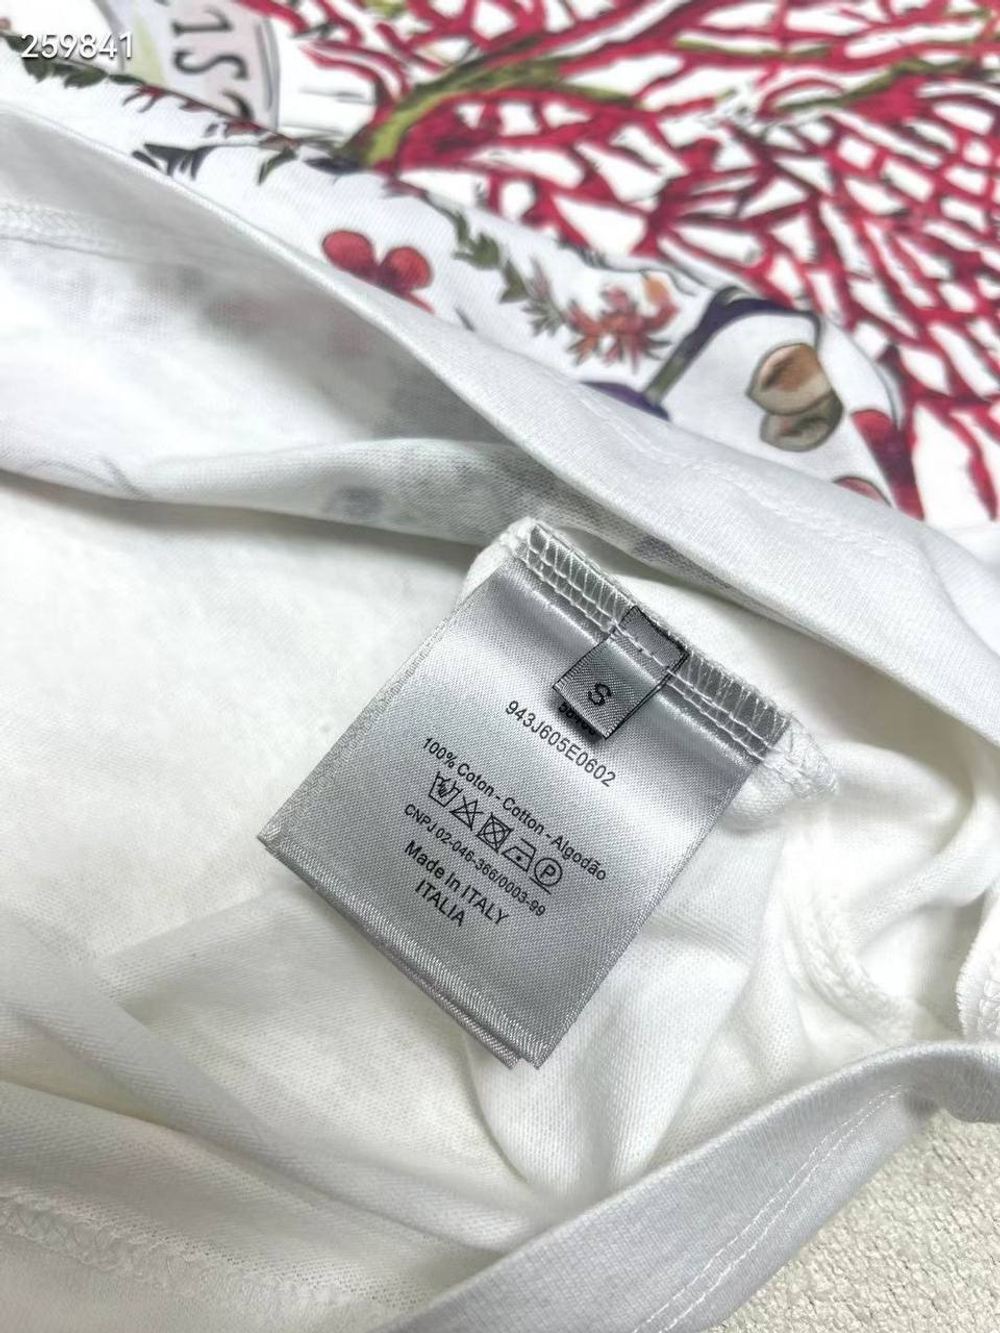 259841
S
943J605E0602
100% Coton - Cotton - Algodão
P
CNPJ 02-046-366/0003-99
Made in ITALY
ITALIA